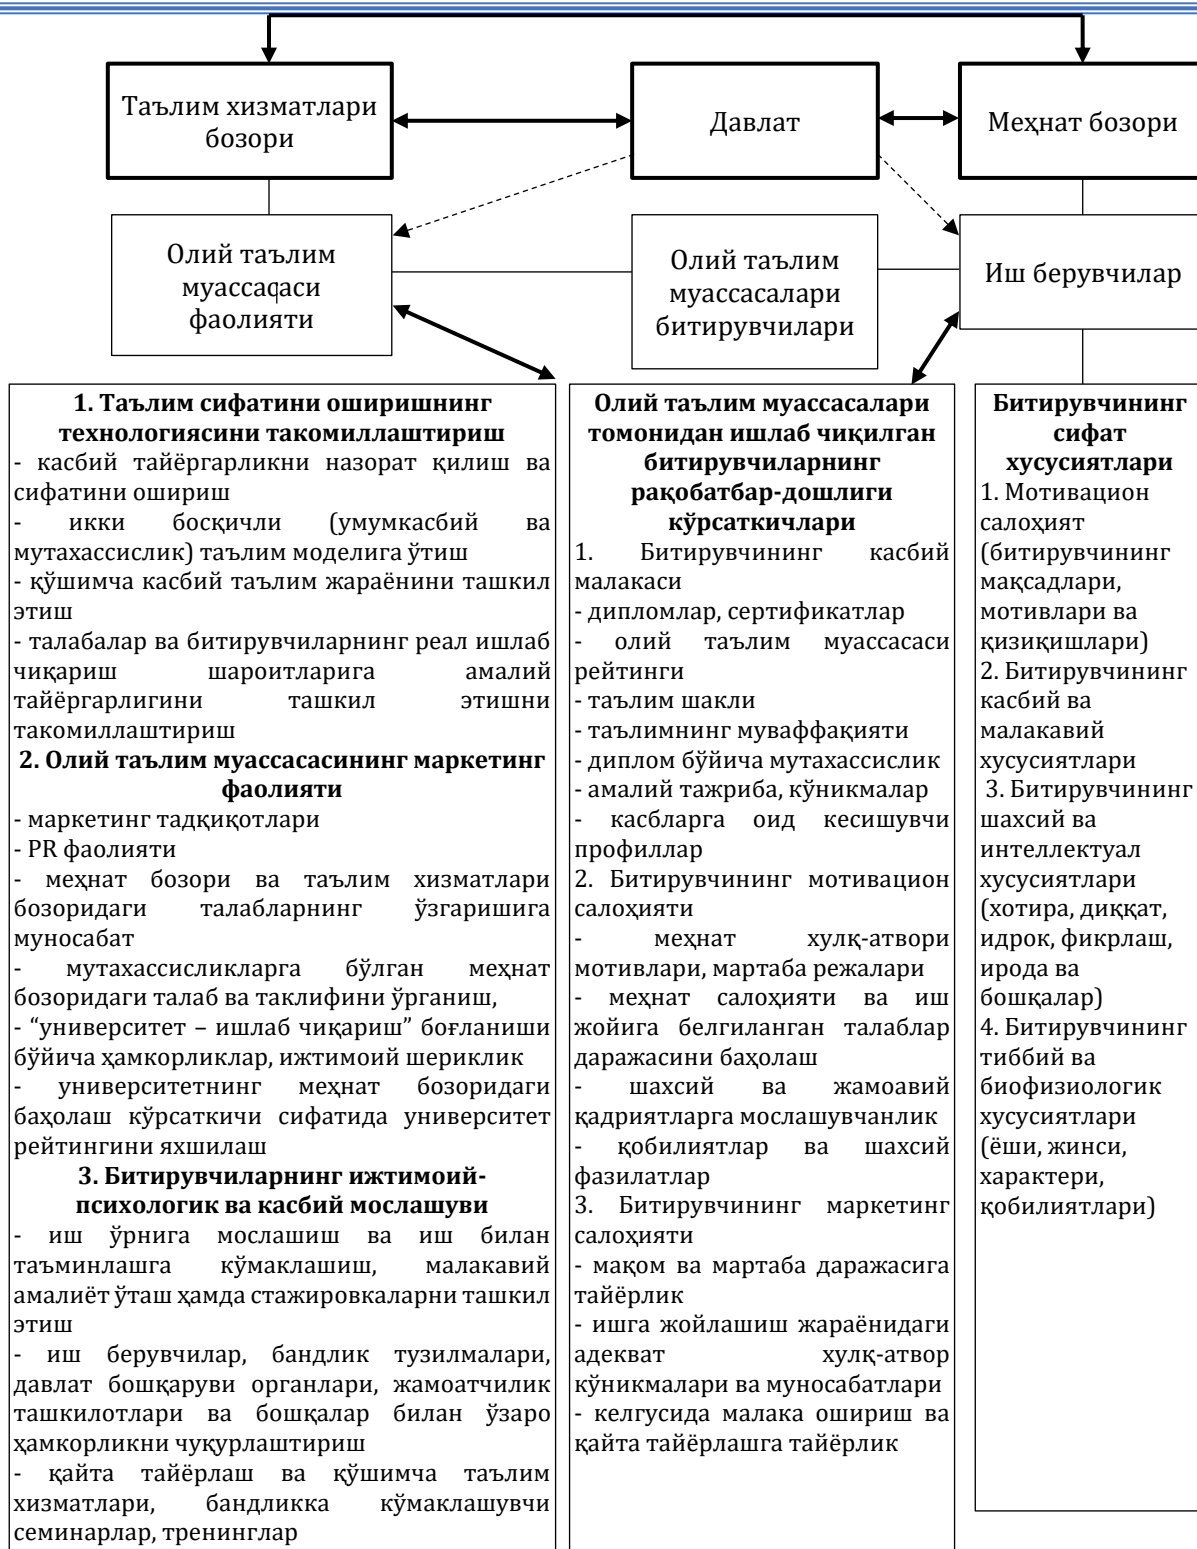 Таълим хизматлари
бозори
Давлат
Меҳнат бозори
Олий таълим
муассасаси
фаолияти
Олий таълим
муассасалари
битирувчилари
Иш берувчилар
1. Таълим сифатини оширишнинг
технологиясини такомиллаштириш
- касбий тайёргарликни назорат қилиш ва
сифатини ошириш
- икки босқичли (умумкасбий ва
мутахассислик) таълим моделига ўтиш
- қўшимча касбий таълим жараёнини ташкил
этиш
- талабалар ва битирувчиларнинг реал ишлаб
чиқариш шароитларига амалий
тайёргарлигини ташкил этишни
такомиллаштириш
2. Олий таълим муассасасининг маркетинг
фаолияти
- маркетинг тадқиқотлари
- PR фаолияти
- меҳнат бозори ва таълим хизматлари
бозоридаги талабларнинг ўзгаришига
муносабат
- мутахассисликларга бўлган меҳнат
бозоридаги талаб ва таклифини ўрганиш,
- “университет – ишлаб чиқариш” боғланиши
бўйича ҳамкорликлар, ижтимоий шериклик
- университетнинг меҳнат бозоридаги
баҳолаш кўрсаткичи сифатида университет
рейтингини яхшилаш
3. Битирувчиларнинг ижтимоий-
психологик ва касбий мослашуви
- иш ўрнига мослашиш ва иш билан
таъминлашга кўмаклашиш, малакавий
амалиёт ўташ ҳамда стажировкаларни ташкил
этиш
- иш берувчилар, бандлик тузилмалари,
давлат бошқаруви органлари, жамоатчилик
ташкилотлари ва бошқалар билан ўзаро
ҳамкорликни чуқурлаштириш
- қайта тайёрлаш ва қўшимча таълим
хизматлари, бандликка кўмаклашувчи
семинарлар, тренинглар
Олий таълим муассасалари
томонидан ишлаб чиқилган
битирувчиларнинг
рақобатбар-дошлиги
кўрсаткичлари
1. Битирувчининг касбий
малакаси
- дипломлар, сертификатлар
- олий таълим муассасаси
рейтинги
- таълим шакли
- таълимнинг муваффақияти
- диплом бўйича мутахассислик
- амалий тажриба, кўникмалар
- касбларга оид кесишувчи
профиллар
2. Битирувчининг мотивацион
салоҳияти
- меҳнат хулқ-атвори
мотивлари, мартаба режалари
- меҳнат салоҳияти ва иш
жойига белгиланган талаблар
даражасини баҳолаш
- шахсий ва жамоавий
қадриятларга мослашувчанлик
- қобилиятлар ва шахсий
фазилатлар
3. Битирувчининг маркетинг
салоҳияти
- мақом ва мартаба даражасига
тайёрлик
- ишга жойлашиш жараёнидаги
адекват хулқ-атвор
кўникмалари ва муносабатлари
- келгусида малака ошириш ва
қайта тайёрлашга тайёрлик
Битирувчининг
сифат
хусусиятлари
1. Мотивацион
салоҳият
(битирувчининг
мақсадлари,
мотивлари ва
қизиқишлари)
2. Битирувчининг
касбий ва
малакавий
хусусиятлари
3. Битирувчининг
шахсий ва
интеллектуал
хусусиятлари
(хотира, диққат,
идрок, фикрлаш,
ирода ва
бошқалар)
4. Битирувчининг
тиббий ва
биофизиологик
хусусиятлари
(ёши, жинси,
характери,
қобилиятлари)